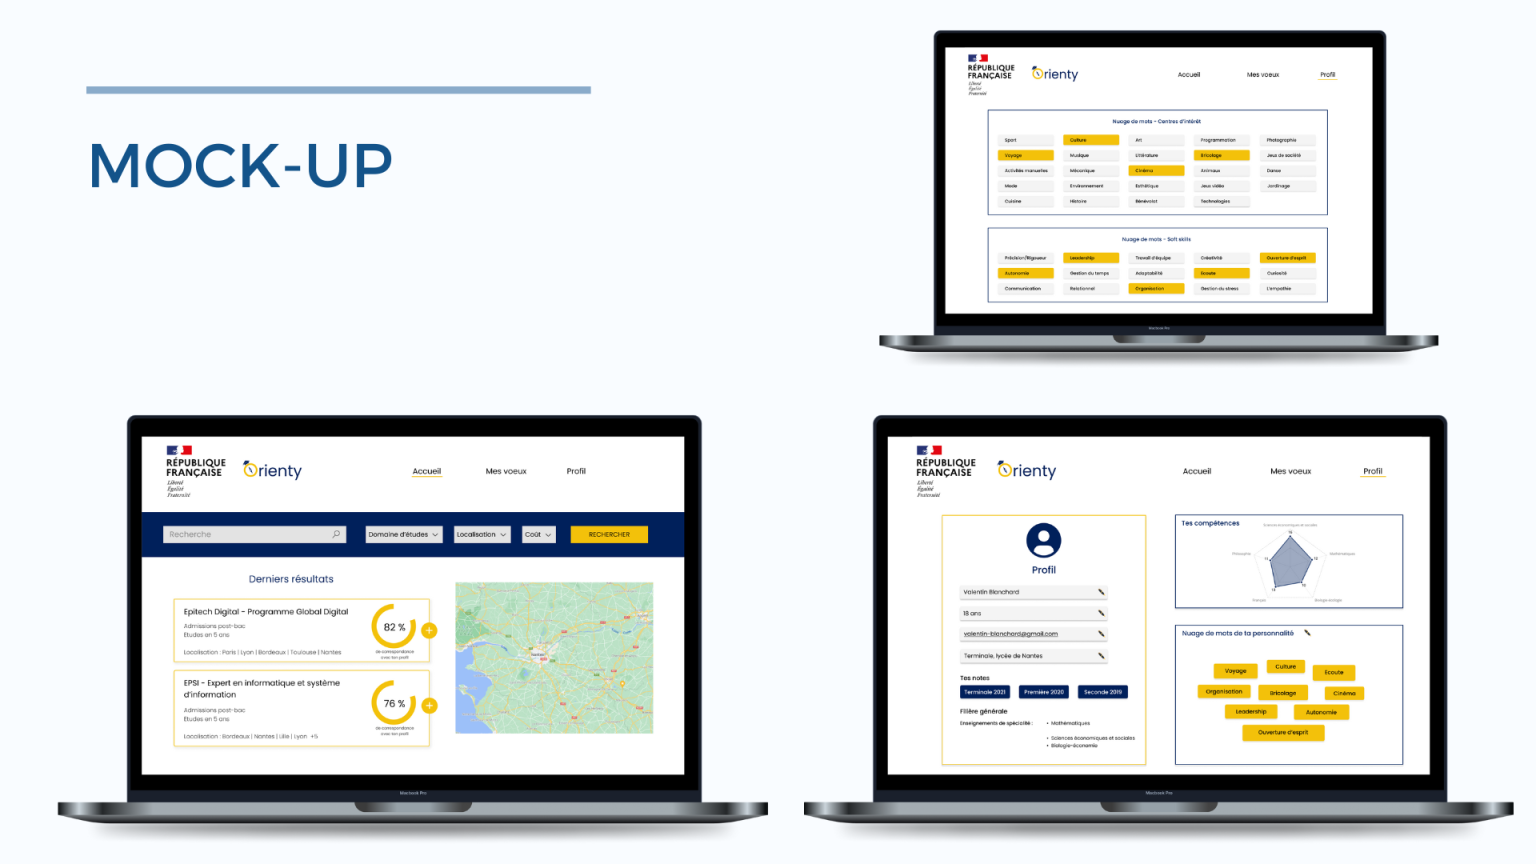 MOCK-UP
RÉPUBLIQUE
FRANÇAISE
Liberté
Égalité
Fraternité
Orienty
Accueil
Mes voeux
Profil
Nuage de mots - Centres d'intérêt
Sport
Culture
Art
Programmation
Photographie
Voyage
Musique
Littérature
Bricolage
Jeux de société
Activités manuelles
Mécanique
Cinéma
Animaux
Danse
Mode
Environnement
Esthétique
Jeux vidéo
Jardinage
Cuisine
Histoire
Bénévolat
Technologies
Nuage de mots - Soft skills
Précision/Rigueur
Leadership
Travail d'équipe
Créativité
Ouverture d'esprit
Autonomie
Gestion du temps
Adaptabilité
Ecoute
Curiosité
Communication
Relationnel
Organisation
Gestion du stress
L'empathie
Macbook Pro
RÉPUBLIQUE
FRANÇAISE
Liberté
Égalité
Fraternité
Orienty
Accueil
Mes voeux
Profil
Recherche
Domaine d'études
Localisation
Coût
RECHERCHER
Derniers résultats
Epitech Digital - Programme Global Digital
Admissions post-bac
Etudes en 5 ans
Localisation : Paris | Lyon | Bordeaux | Toulouse | Nantes
82 %
de correspondance
avec ton profil
EPSI - Expert en informatique et système
d'information
Admissions post-bac
Etudes en 5 ans
Localisation : Bordeaux | Nantes | Lille | Lyon +5
76 %
de correspondance
avec ton profil
Nantes
Macbook Pro
RÉPUBLIQUE
FRANÇAISE
Liberté
Égalité
Fraternité
Orienty
Accueil
Mes voeux
Profil
Profil
Valentin Blanchard
18 ans
valentin-blanchard@gmail.com
Terminale, lycée de Nantes
Tes notes
Terminale 2021
Première 2020
Seconde 2019
Filière générale
Enseignements de spécialité :
• Mathématiques
• Sciences économiques et sociales
• Biologie-économie
Tes compétences
Sciences économiques et sociales
Philosophie
Mathématiques
Français
Biologie-écologie
Nuage de mots de ta personnalité
Voyage
Culture
Ecoute
Organisation
Bricolage
Cinéma
Leadership
Autonomie
Ouverture d'esprit
Macbook Pro